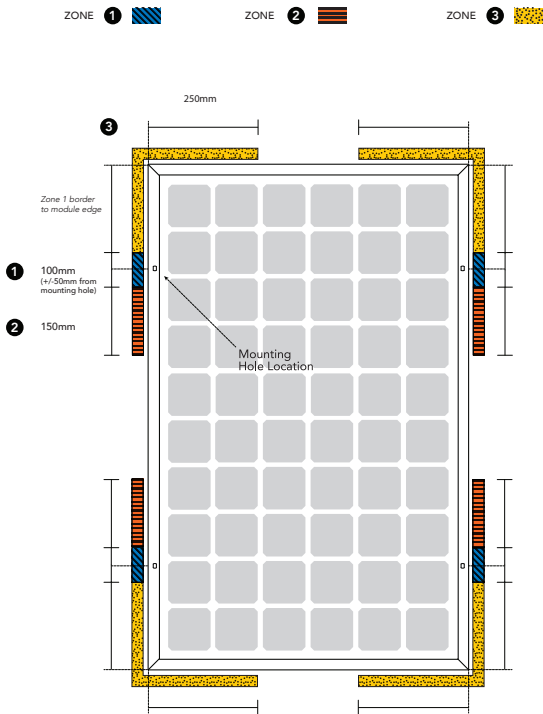 ZONE 1 ZONE 2 ZONE 3
250mm
3
Zone 1 border
to module edge
1 100mm
(+/-50mm from
mounting hole)
2 150mm
Mounting
Hole Location